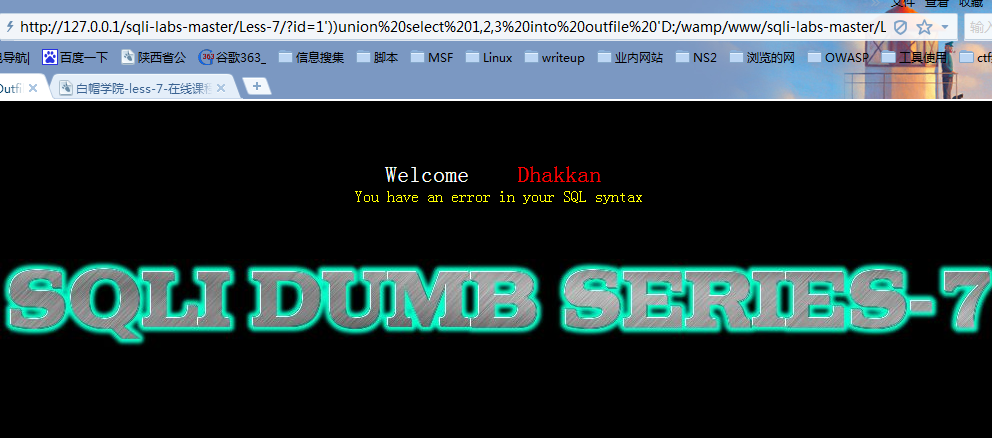 文件 查看 收藏
http://127.0.0.1/sqli-labs-master/Less-7/?id=1'))union%20select%201,2,3%20into%20outfile%20'D:/wamp/www/sqli-labs-master/L
导航| 百度一下 陕西省公 谷歌363_ 信息搜集 脚本 MSF Linux writeup 业内网站 NS2 浏览的网 OWASP 工具使用 ctf
Outfi 白帽学院-less-7-在线课程
Welcome Dhakkan
You have an error in your SQL syntax
SQLI DUMB SERIES-7